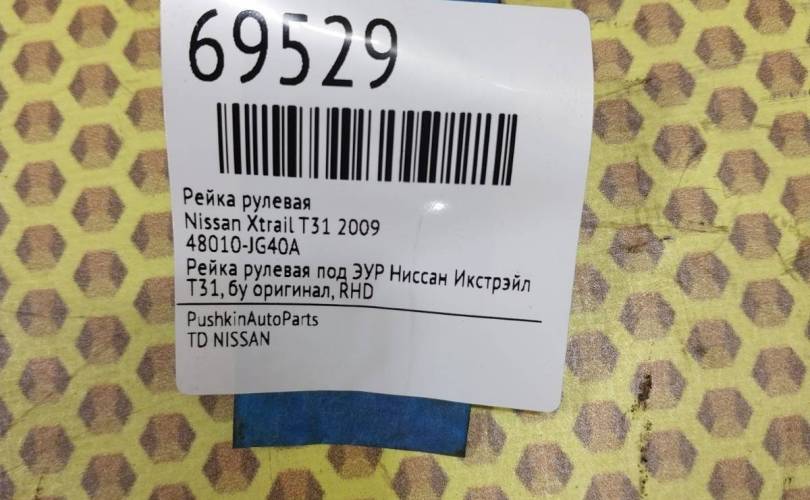 69529
Рейка рулевая
Nissan Xtrail T31 2009
48010-JG40A
Рейка рулевая под ЭУР Ниссан Икстрэйл
Т31, бу оригинал, RHD
PushkinAutoParts
TD NISSAN